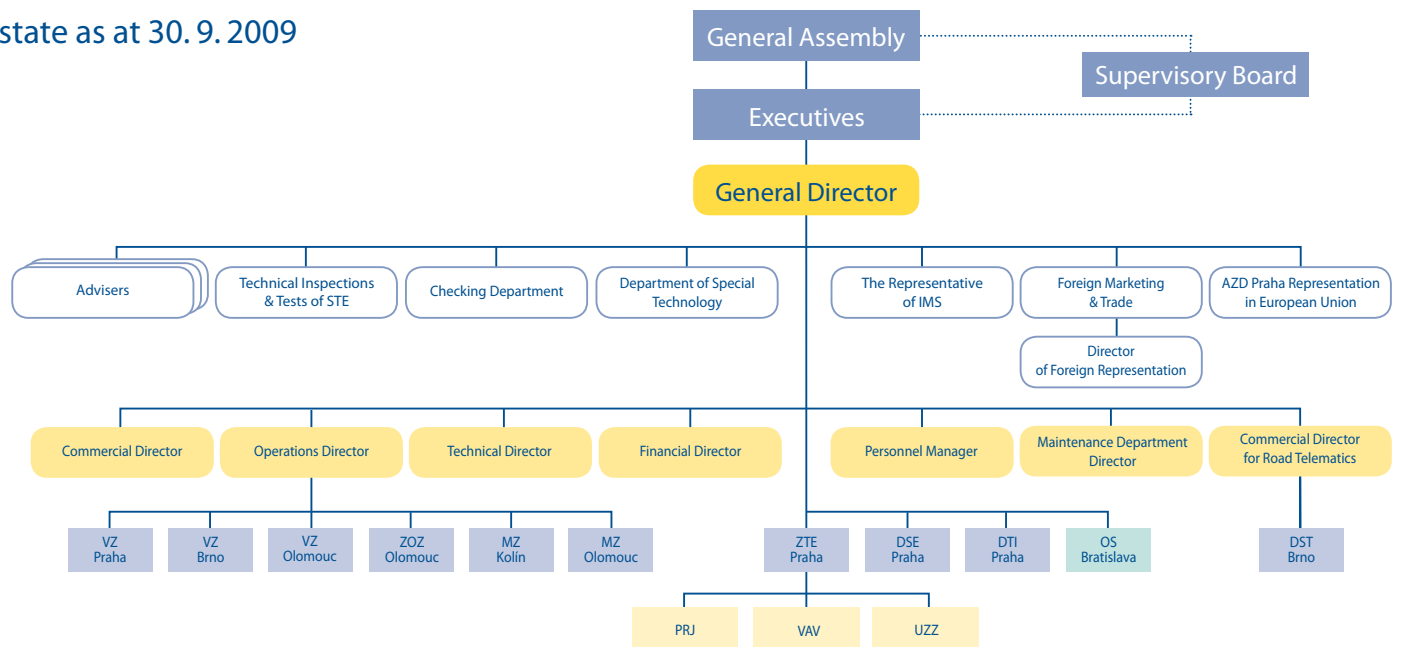 state as at 30. 9. 2009
General Assembly
Supervisory Board
Executives
General Director
Advisers
Technical Inspections
& Tests of STE
Checking Department
Department of Special
Technology
The Representative
of IMS
Foreign Marketing
& Trade
AZD Praha Representation
in European Union
Director
of Foreign Representation
Commercial Director
Operations Director
Technical Director
Financial Director
Personnel Manager
Maintenance Department
Director
Commercial Director
for Road Telematics
VZ
Praha
VZ
Brno
VZ
Olomouc
ZOZ
Olomouc
MZ
Kolín
MZ
Olomouc
ZTE
Praha
DSE
Praha
DTI
Praha
OS
Bratislava
DST
Brno
PRJ
VAV
UZZ